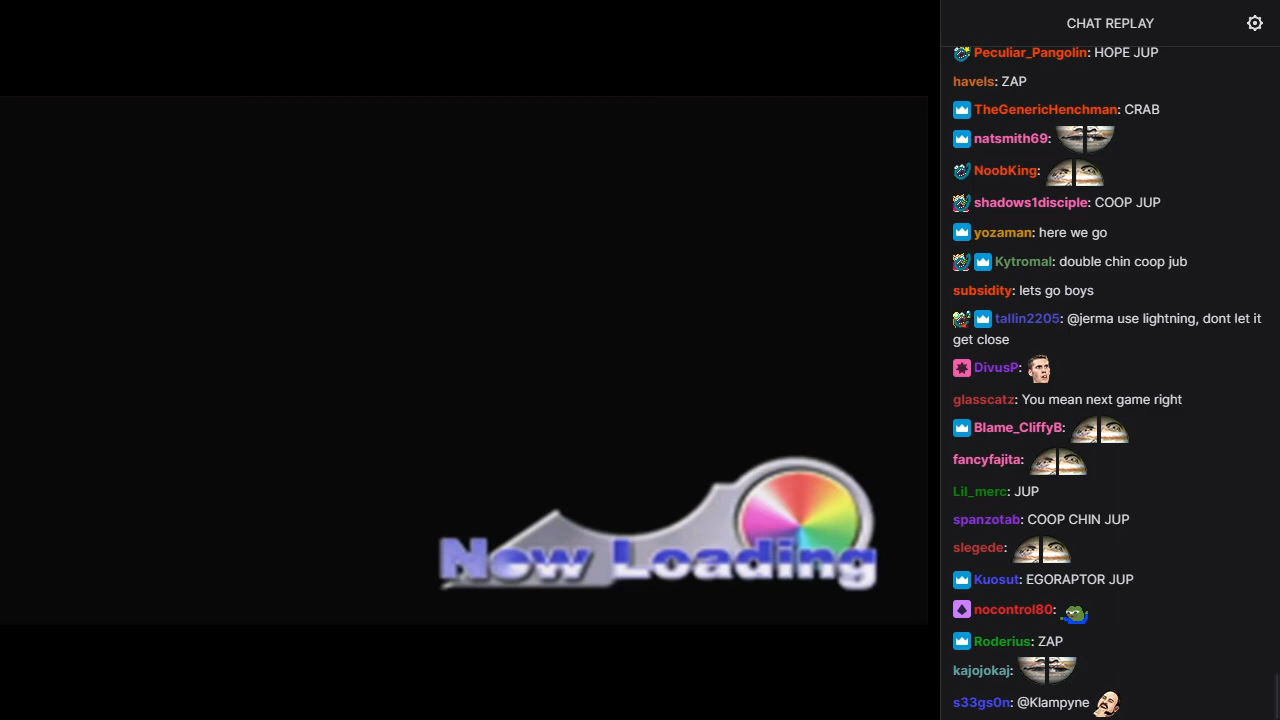 CHAT REPLAY
Peculiar_Pangolin: HOPE JUP
havels: ZAP
TheGenericHenchman: CRAB
natsmith69:
NoobKing:
shadows1disciple: COOP JUP
yozaman: here we go
Kytromal: double chin coop jub
subsidity: lets go boys
tallin2205: @jerma use lightning, dont let it
get close
DivusP:
glasscatz: You mean next game right
Blame_CliffyB:
fancyfajita:
Lil_merc: JUP
spanzotab: COOP CHIN JUP
slegede:
Kuosut: EGORAPTOR JUP
nocontrol80:
Roderius: ZAP
kajojokaj:
s33gs0n: @Klampyne
Now Loading